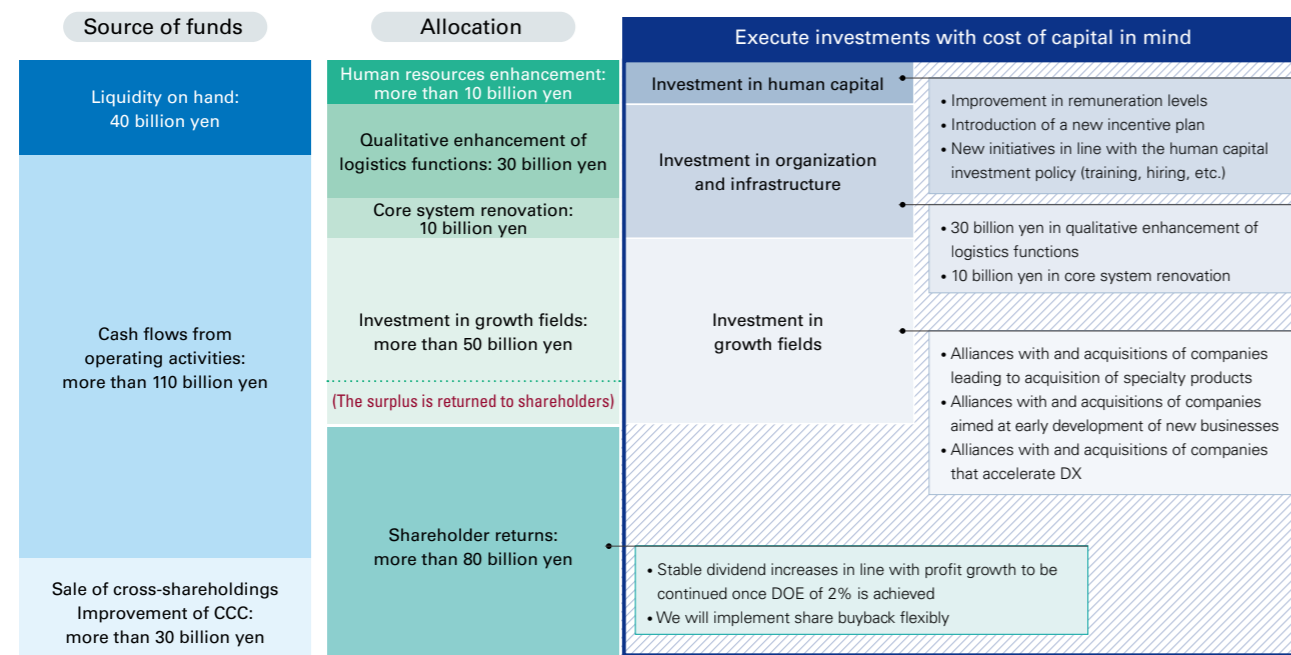 Source of funds
Liquidity on hand:
40 billion yen
Cash flows from
operating activities:
more than 110 billion yen
Sale of cross-shareholdings
Improvement of CCC:
more than 30 billion yen
Allocation
Human resources enhancement:
more than 10 billion yen
Qualitative enhancement of
logistics functions: 30 billion yen
Core system renovation:
10 billion yen
Investment in growth fields:
more than 50 billion yen
(The surplus is returned to shareholders)
Shareholder returns:
more than 80 billion yen
Execute investments with cost of capital in mind
Investment in human capital
Investment in organization
and infrastructure
Investment in
growth fields
• Improvement in remuneration levels
• Introduction of a new incentive plan
• New initiatives in line with the human capital
investment policy (training, hiring, etc.)
• 30 billion yen in qualitative enhancement of
logistics functions
• 10 billion yen in core system renovation
• Alliances with and acquisitions of companies
leading to acquisition of specialty products
• Alliances with and acquisitions of companies
aimed at early development of new businesses
• Alliances with and acquisitions of companies
that accelerate DX
• Stable dividend increases in line with profit growth to be
continued once DOE of 2% is achieved
• We will implement share buyback flexibly